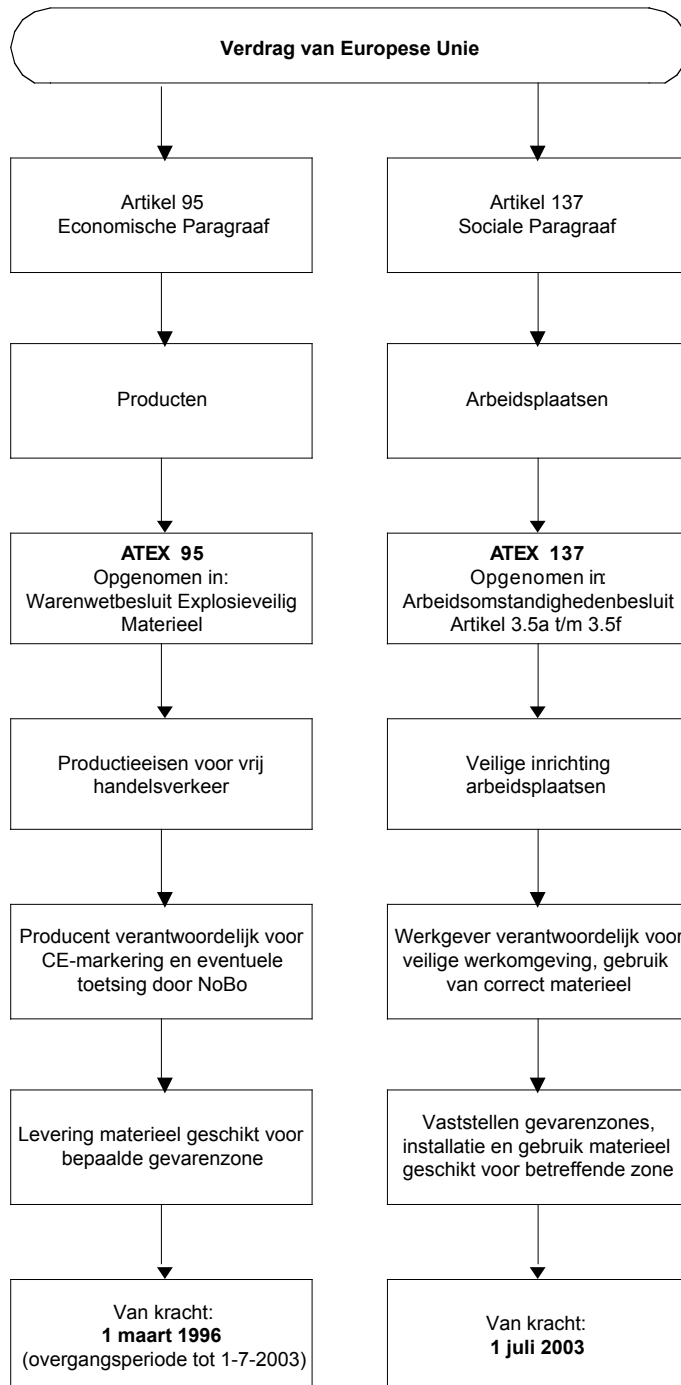 Verdrag van Europese Unie
Artikel 95
Economische Paragraaf
Artikel 137
Sociale Paragraaf
Producten
Arbeidsplaatsen
ATEX 95
Opgenomen in:
Warenwetbesluit Explosieveilig
Materieel
ATEX 137
Opgenomen in:
Arbeidsomstandighedenbesluit
Artikel 3.5a t/m 3.5f
Productieeisen voor vrij
handelsverkeer
Veilige inrichting
arbeidsplaatsen
Producent verantwoordelijk voor
CE-markering en eventuele
toetsing door NoBo
Werkgever verantwoordelijk voor
veilige werkomgeving, gebruik
van correct materieel
Levering materieel geschikt voor
bepaalde gevarenzone
Vaststellen gevarenzones,
installatie en gebruik materieel
geschikt voor betreffende zone
Van kracht:
1 maart 1996
(overgangsperiode tot 1-7-2003)
Van kracht:
1 juli 2003